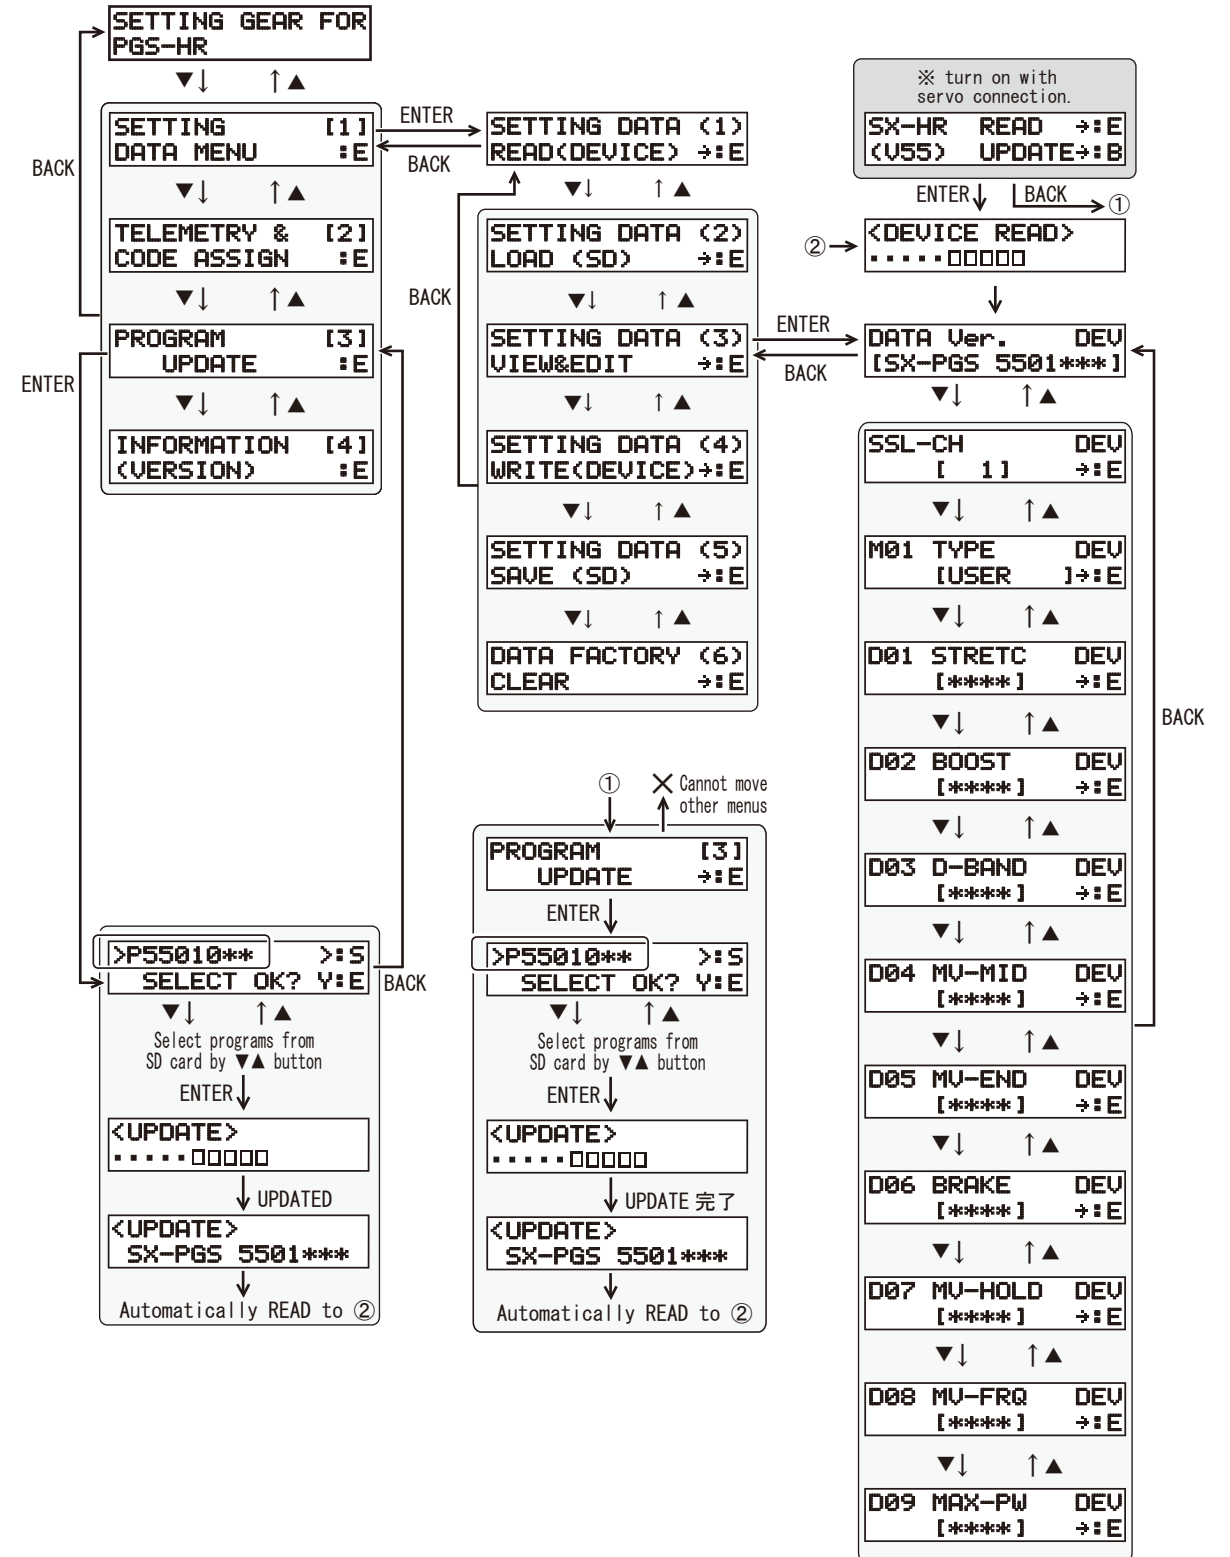 SETTING GEAR FOR
PGS-HR
▼↓ ↑▲
SETTING [1]
DATA MENU :E
▼↓ ↑▲
TELEMETRY & [2]
CODE ASSIGN :E
▼↓ ↑▲
PROGRAM [3]
UPDATE :E
▼↓ ↑▲
INFORMATION [4]
(VERSION) :E
BACK
ENTER
ENTER
BACK
SETTING DATA (1)
READ(DEVICE) →:E
▼↓ ↑▲
SETTING DATA (2)
LOAD (SD) →:E
▼↓ ↑▲
SETTING DATA (3)
VIEW&EDIT →:E
▼↓ ↑▲
SETTING DATA (4)
WRITE(DEVICE)→:E
▼↓ ↑▲
SETTING DATA (5)
SAVE (SD) →:E
▼↓ ↑▲
DATA FACTORY (6)
CLEAR →:E
BACK
ENTER
BACK
※ turn on with
servo connection.
SX-HR READ →:E
(V55) UPDATE→:B
ENTER
BACK
①
②
<DEVICE READ>
▪▪▪▪▪□□□□□
DATA Ver. DEV
[SX-PGS 5501***]
▼↓ ↑▲
SSL-CH DEV
[ 1] →:E
▼↓ ↑▲
M01 TYPE DEV
[USER ]→:E
▼↓ ↑▲
D01 STRETC DEV
[****] →:E
▼↓ ↑▲
D02 BOOST DEV
[****] →:E
▼↓ ↑▲
D03 D-BAND DEV
[****] →:E
▼↓ ↑▲
D04 MV-MID DEV
[****] →:E
▼↓ ↑▲
D05 MV-END DEV
[****] →:E
▼↓ ↑▲
D06 BRAKE DEV
[****] →:E
▼↓ ↑▲
D07 MV-HOLD DEV
[****] →:E
▼↓ ↑▲
D08 MV-FRQ DEV
[****] →:E
▼↓ ↑▲
D09 MAX-PW DEV
[****] →:E
BACK
>P55010** >:S
SELECT OK? Y:E
BACK
▼↓ ↑▲
Select programs from
SD card by ▼▲ button
ENTER
<UPDATE>
▪▪▪▪▪□□□□□
UPDATED
<UPDATE>
SX-PGS 5501***
Automatically READ to ②
①
× Cannot move
other menus
PROGRAM [3]
UPDATE →:E
ENTER
>P55010** >:S
SELECT OK? Y:E
▼↓ ↑▲
Select programs from
SD card by ▼▲ button
ENTER
<UPDATE>
▪▪▪▪▪□□□□□
UPDATE 完了
<UPDATE>
SX-PGS 5501***
Automatically READ to ②